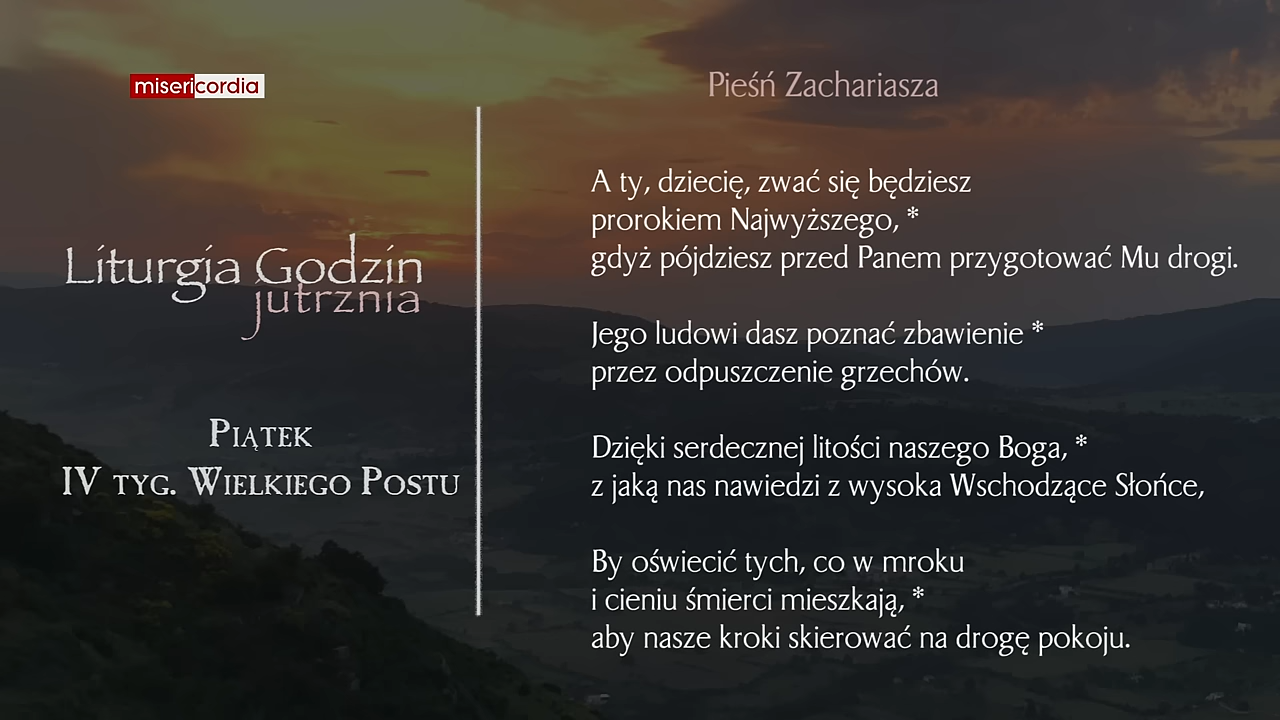 misericordia
Liturgia Godzin
jutrznia
Piątek
IV tyg. Wielkiego Postu
Pieśń Zachariasza
A ty, dziecię, zwać się będziesz
prorokiem Najwyższego, *
gdyż pójdziesz przed Panem przygotować Mu drogi.
Jego ludowi dasz poznać zbawienie *
przez odpuszczenie grzechów.
Dzięki serdecznej litości naszego Boga, *
z jaką nas nawiedzi z wysoka Wschodzące Słońce,
By oświecić tych, co w mroku
i cieniu śmierci mieszkają, *
aby nasze kroki skierować na drogę pokoju.